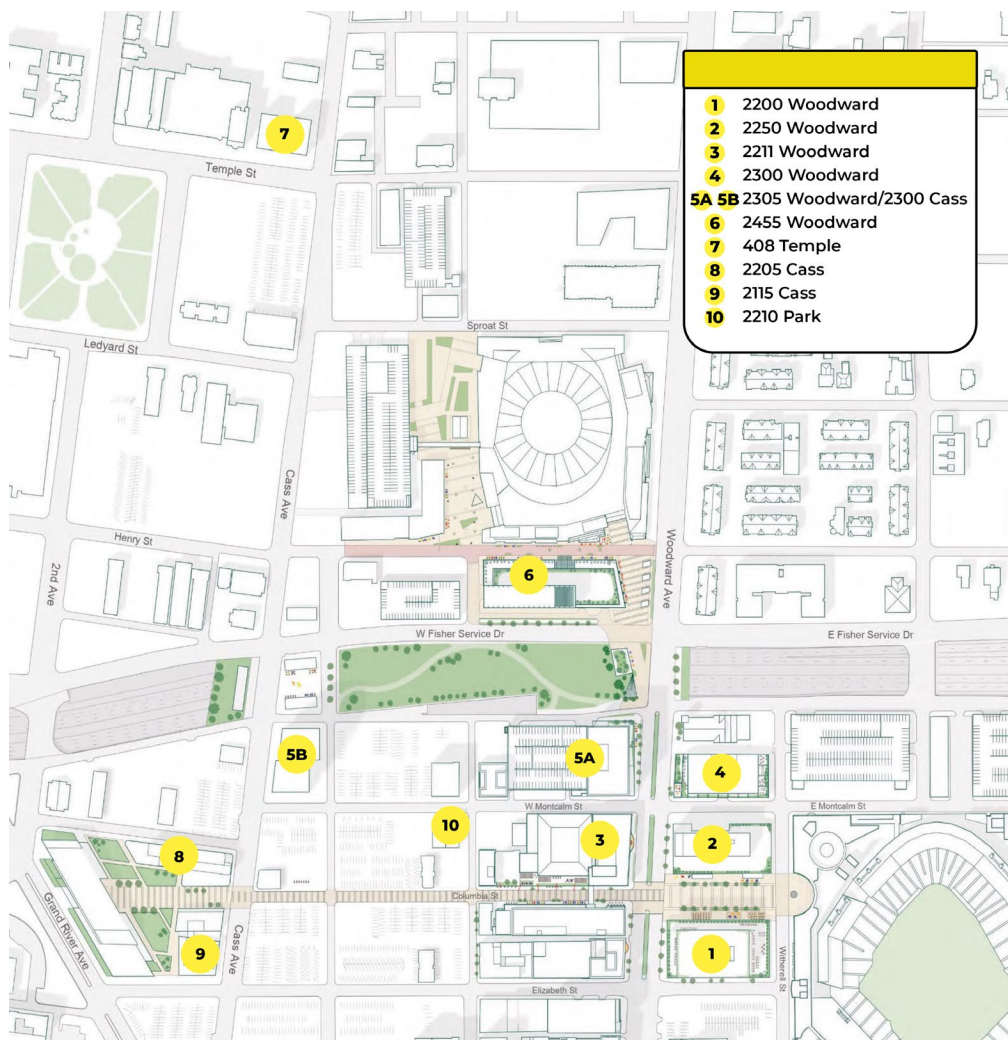 1 2200 Woodward
2 2250 Woodward
3 2211 Woodward
4 2300 Woodward
5A 5B 2305 Woodward/2300 Cass
6 2455 Woodward
7 408 Temple
8 2205 Cass
9 2115 Cass
10 2210 Park
7
Temple St
Sproat St
Ledyard St
Cass Ave
Henry St
2nd Ave
Woodward Ave
6
W Fisher Service Dr
E Fisher Service Dr
5B
5A
4
W Montcalm St
E Montcalm St
10
3
2
8
Columbia St
Grand River Ave
Cass Ave
9
1
Witherell St
Elizabeth St